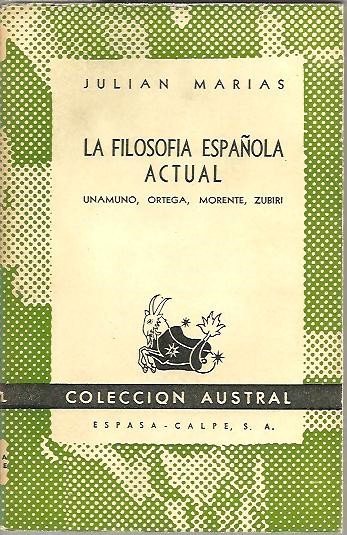 JULIAN MARIAS
LA FILOSOFIA ESPAÑOLA
ACTUAL
UNAMUNO, ORTEGA, MORENTE, ZUBIRI
L
COLECCION AUSTRAL
ESPASA-CALPE, S. A.
A
E